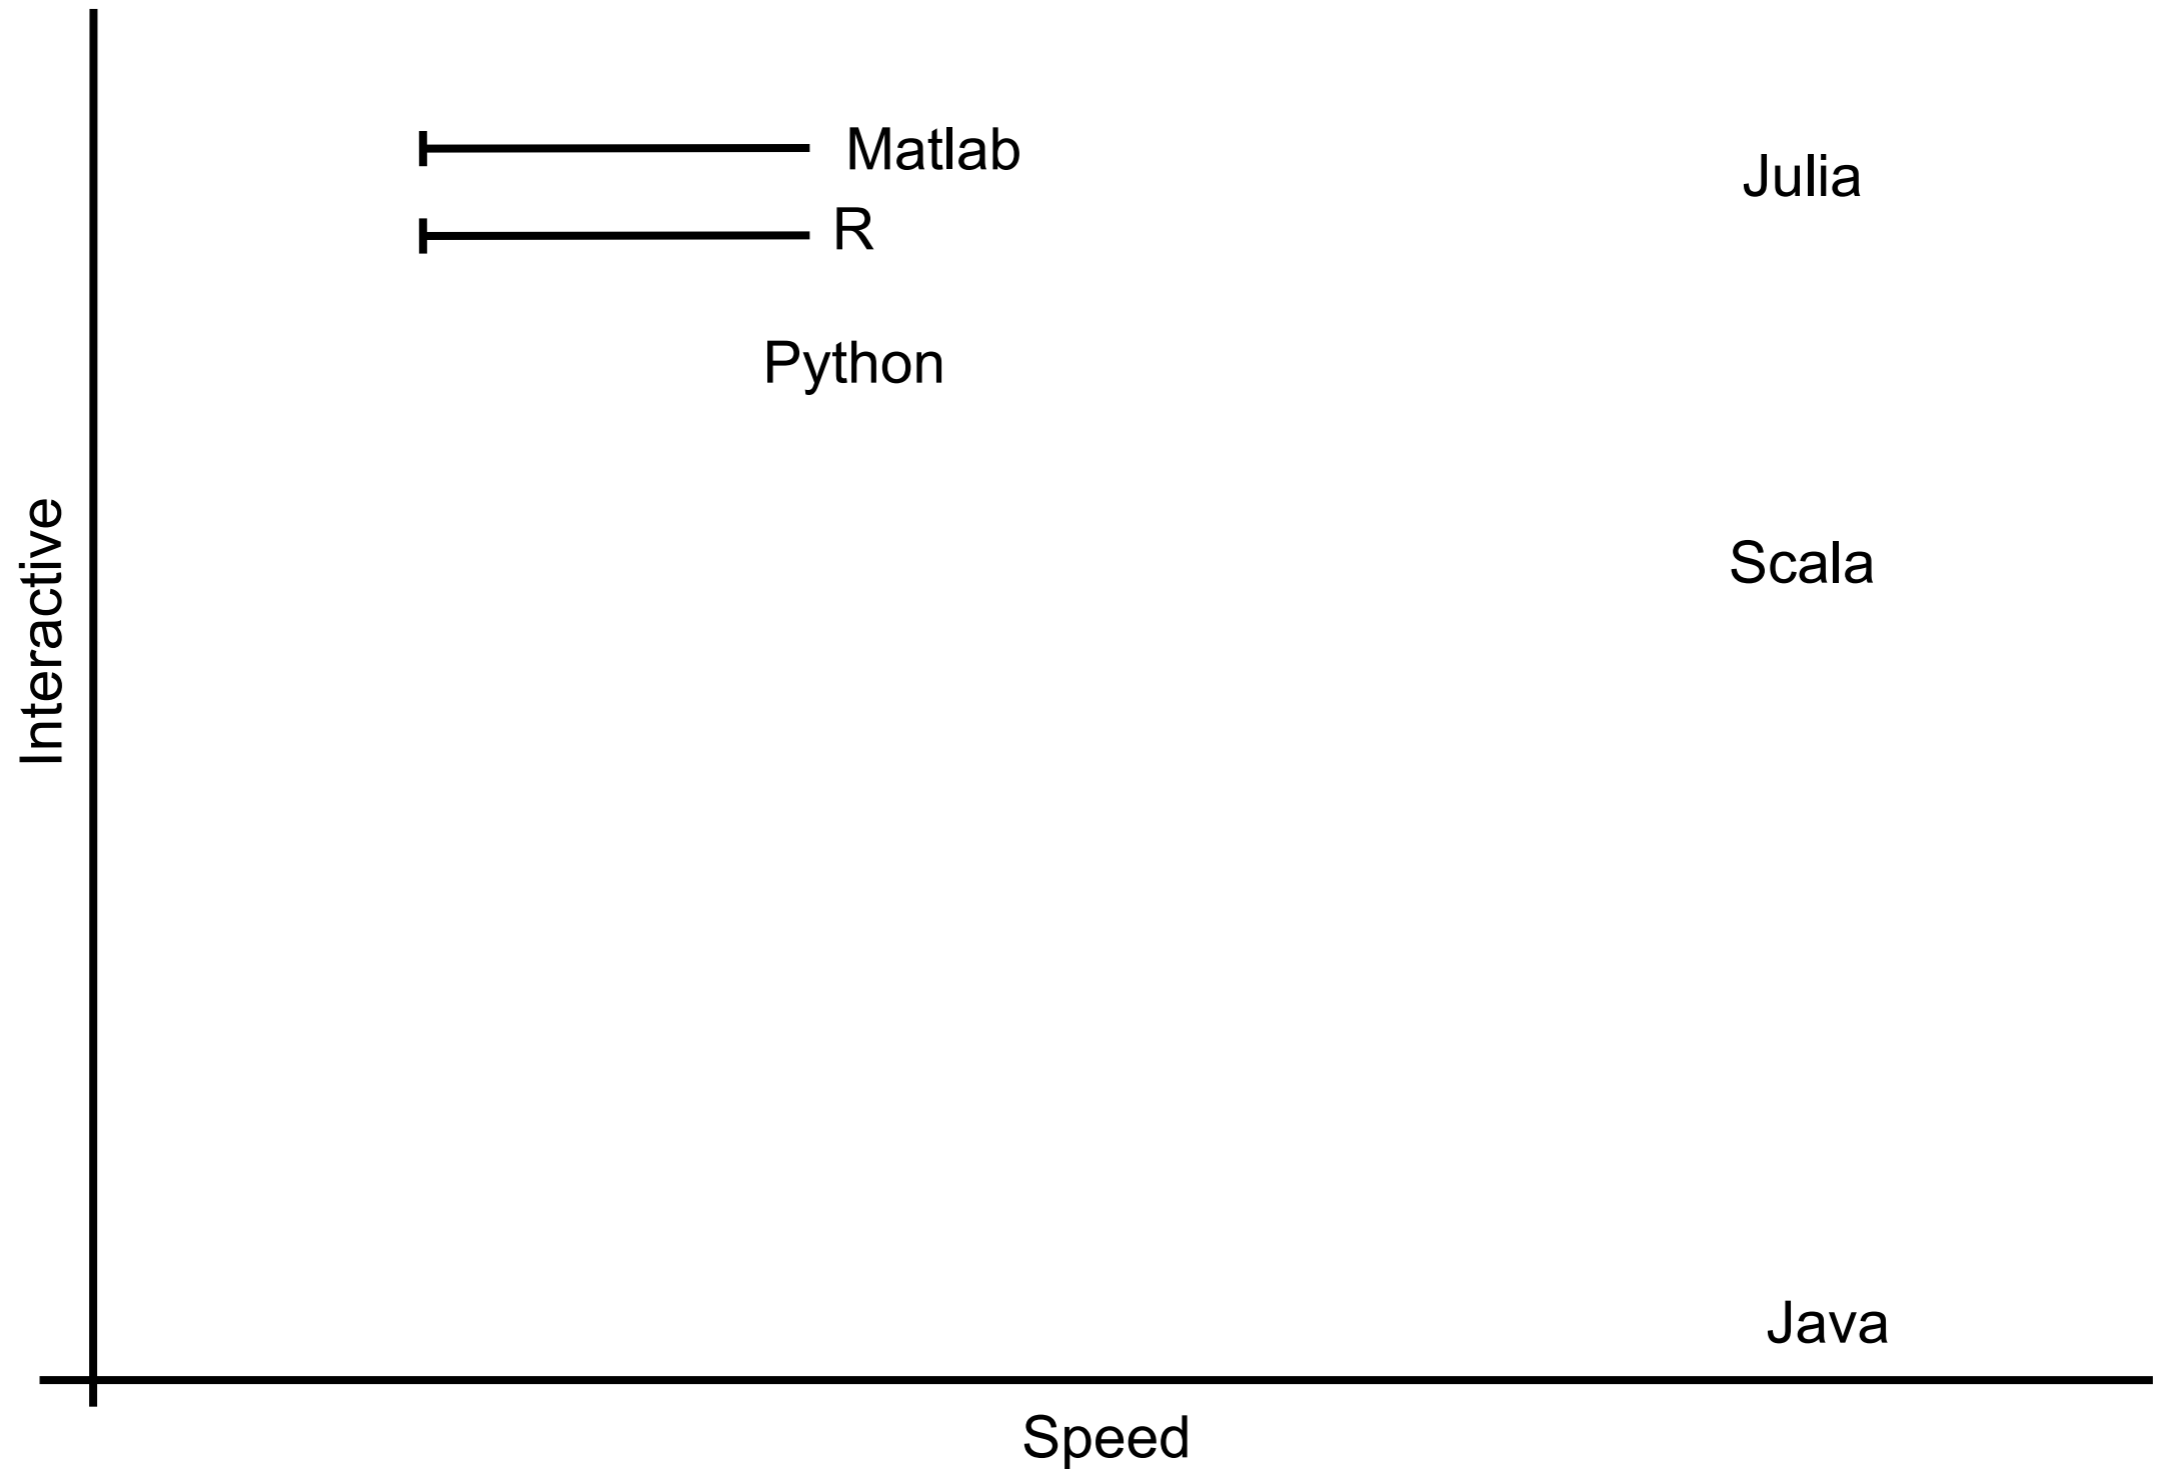 Matlab
Julia
R
Python
Scala
Interactive
Java
Speed